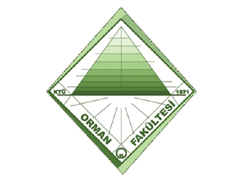 KTÜ 1971
ORMAN FAKÜLTESİ